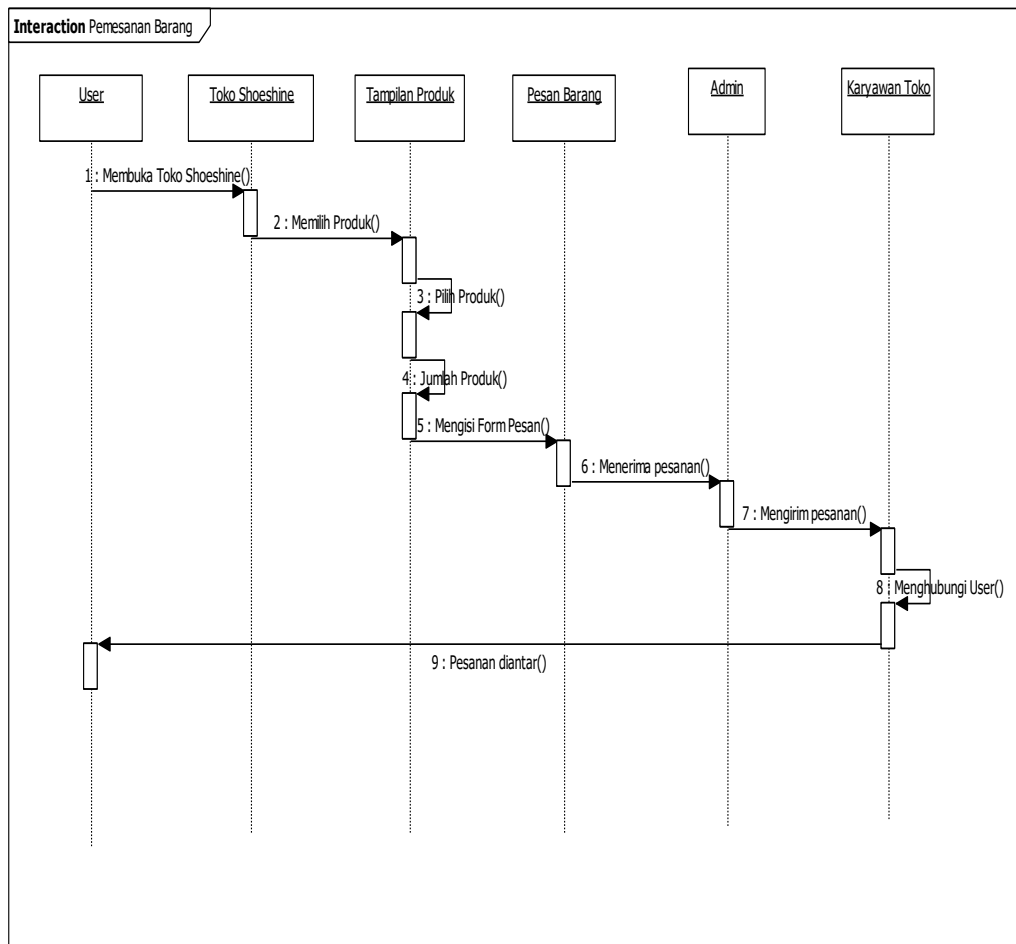 Interaction Pemesanan Barang
User
Toko Shoeshine
Tampilan Produk
Pesan Barang
Admin
Karyawan Toko
1 : Membuka Toko Shoeshine()
2 : Memilih Produk()
3 : Pilih Produk()
4 : Jumlah Produk()
5 : Mengisi Form Pesan()
6 : Menerima pesanan()
7 : Mengirim pesanan()
8 : Menghubungi User()
9 : Pesanan diantar()